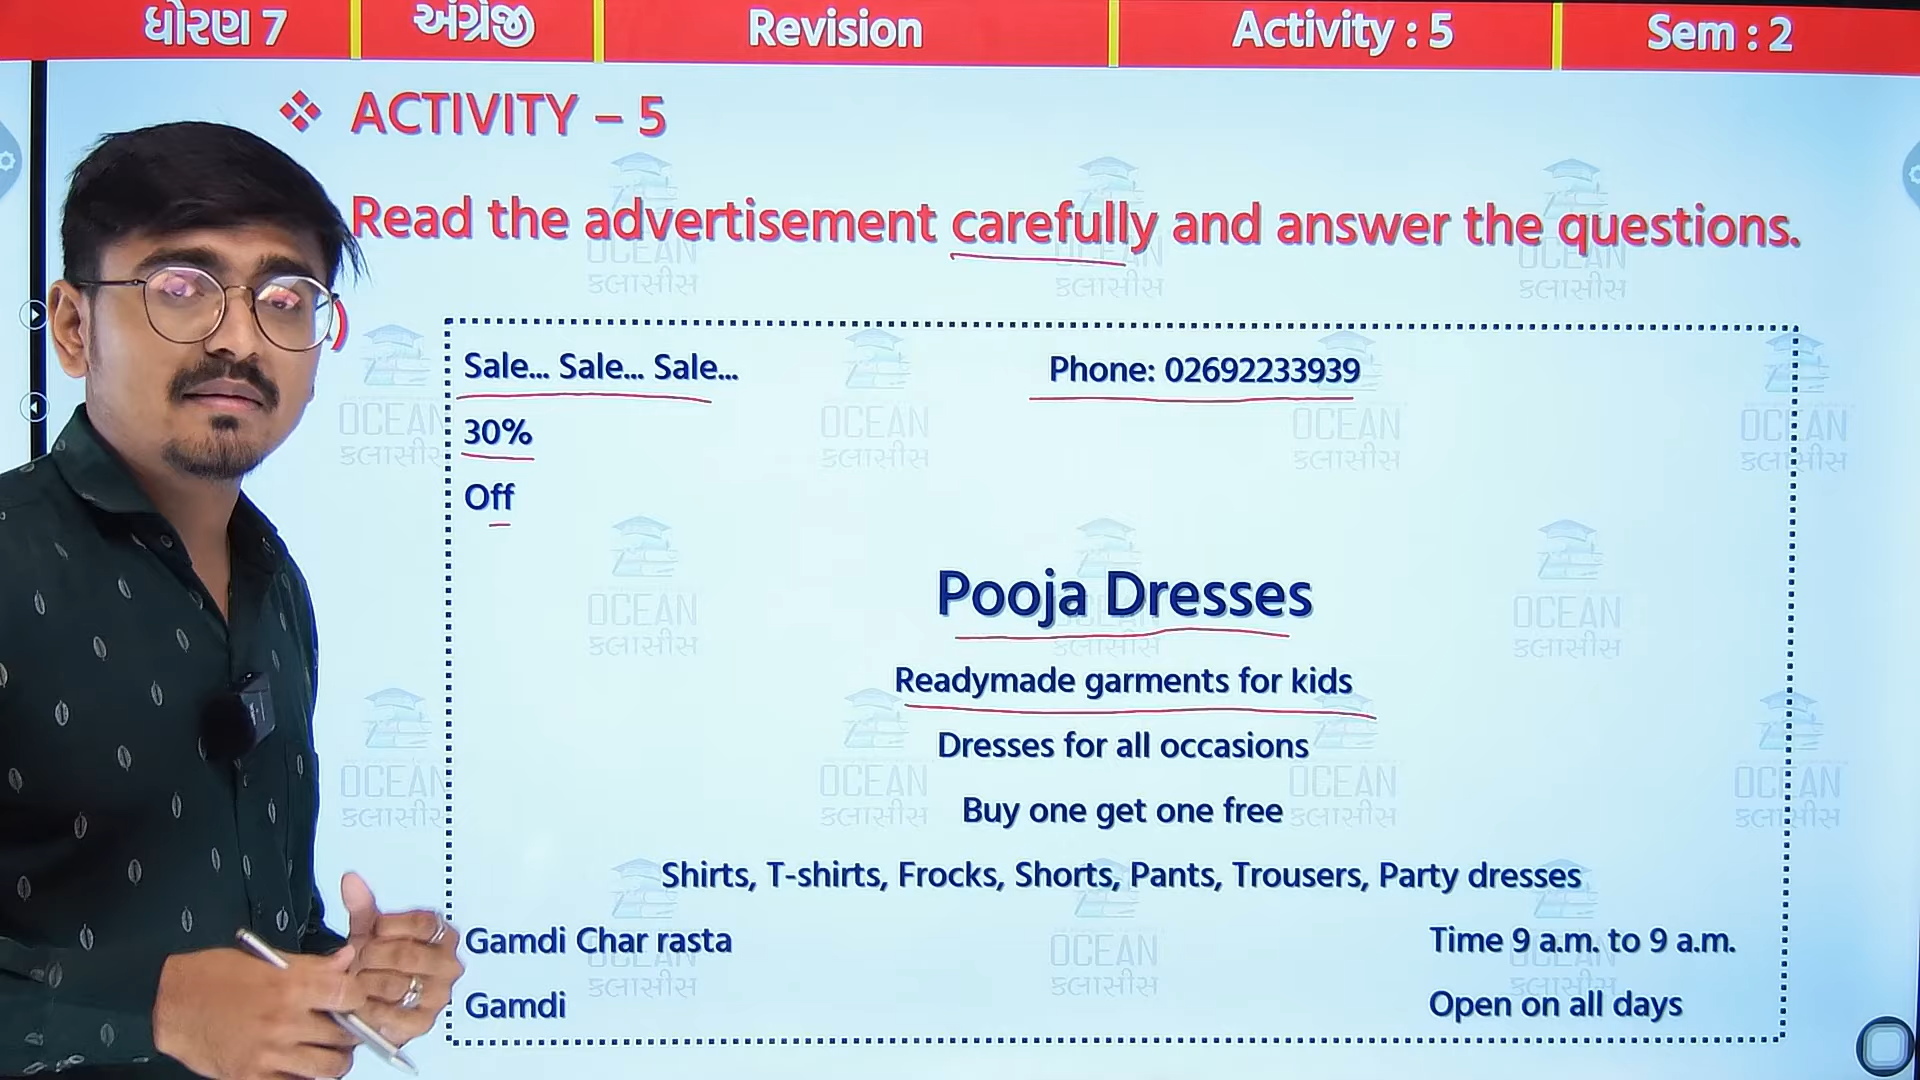 ધોરણ 7 અંગ્રેજી Revision Activity : 5 Sem : 2
❖ ACTIVITY – 5
Read the advertisement carefully and answer the questions.
)
Sale... Sale... Sale... Phone: 02692233939
30%
Off
Pooja Dresses
Readymade garments for kids
Dresses for all occasions
Buy one get one free
Shirts, T-shirts, Frocks, Shorts, Pants, Trousers, Party dresses
Gamdi Char rasta Time 9 a.m. to 9 a.m.
Gamdi Open on all days
OCEAN
કલાસીસ